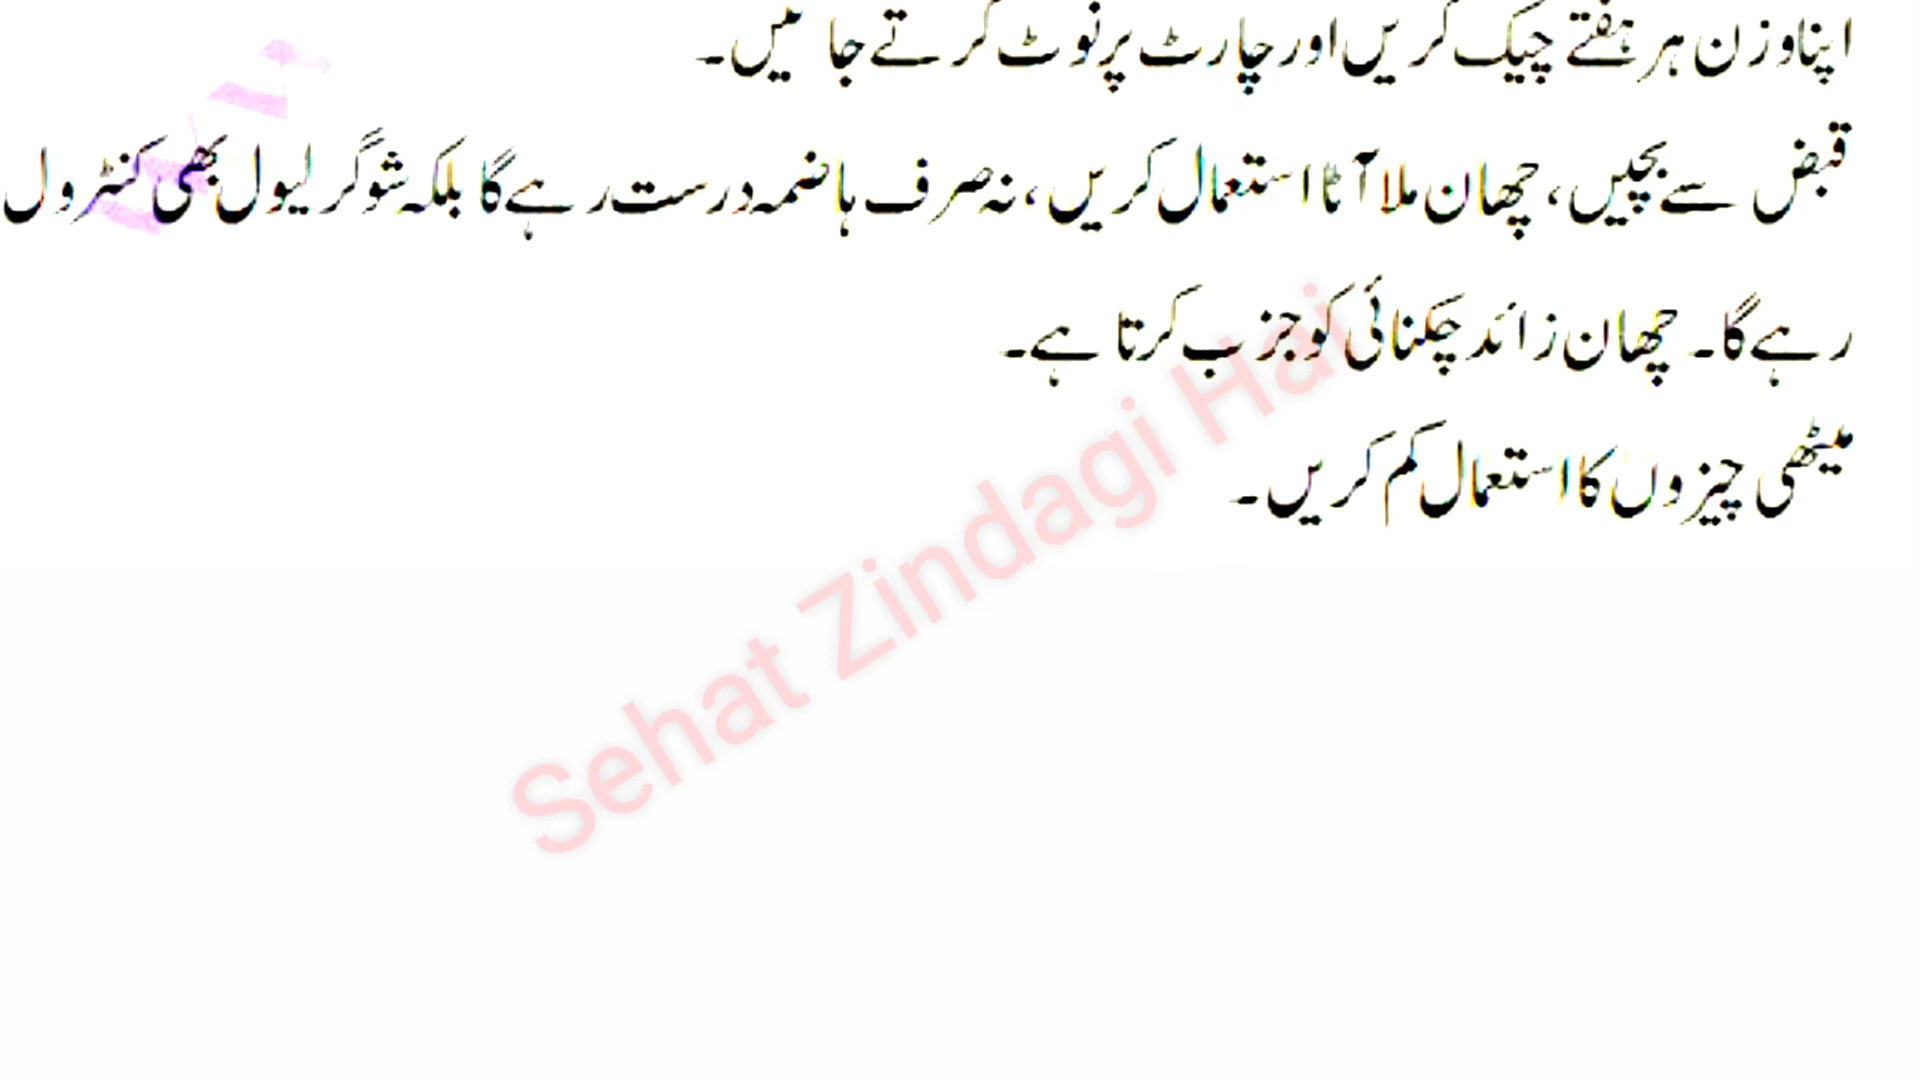 اپنا وزن ہر ہفتے چیک کریں اور چارٹ پر نوٹ کرتے جائیں۔
قبض سے بچیں، چھان ملا آٹا استعمال کریں، نہ صرف ہاضمہ درست رہے گا بلکہ شوگر لیول بھی کنٹرول
رہے گا۔ چھان زائد چکنائی کو جزب کرتا ہے۔
میٹھی چیزوں کا استعمال کم کریں۔
Sehat Zindagi Hai